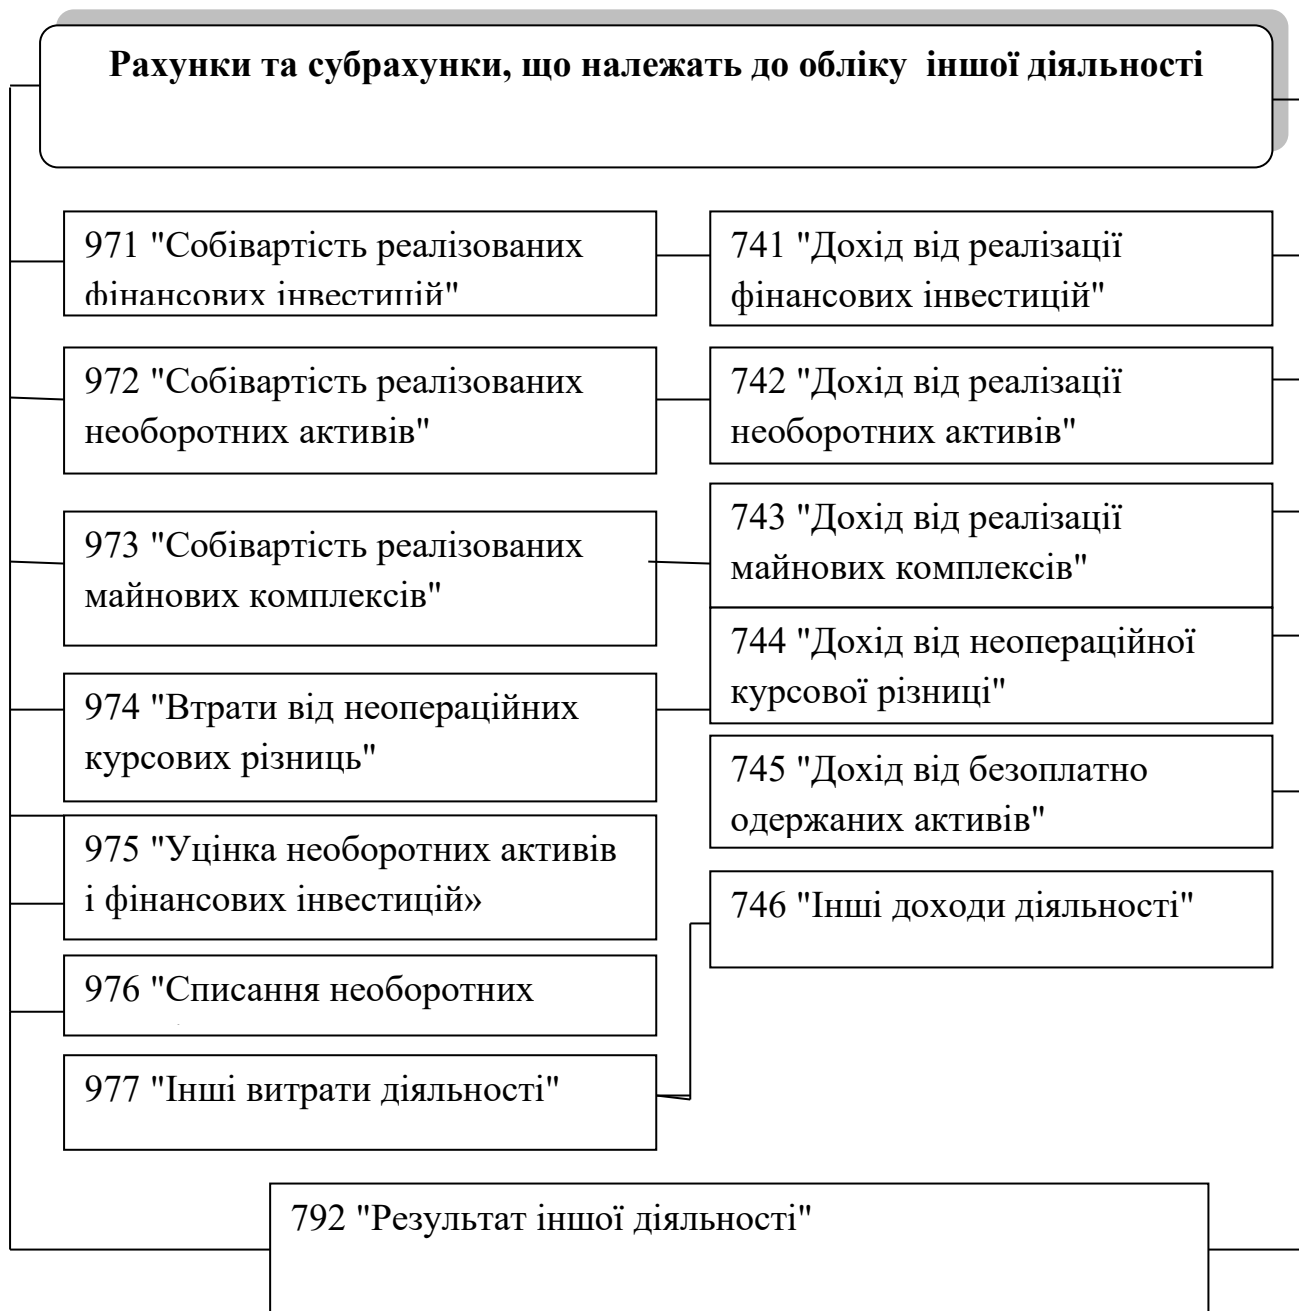 Рахунки та субрахунки, що належать до обліку іншої діяльності
971 "Собівартість реалізованих
фінансових інвестицій"
741 "Дохід від реалізації
фінансових інвестицій"
972 "Собівартість реалізованих
необоротних активів"
742 "Дохід від реалізації
необоротних активів"
973 "Собівартість реалізованих
майнових комплексів"
743 "Дохід від реалізації
майнових комплексів"
744 "Дохід від неопераційної
курсової різниці"
974 "Втрати від неопераційних
курсових різниць"
745 "Дохід від безоплатно
одержаних активів"
975 "Уцінка необоротних активів
і фінансових інвестицій»
746 "Інші доходи діяльності"
976 "Списання необоротних
977 "Інші витрати діяльності"
792 "Результат іншої діяльності"